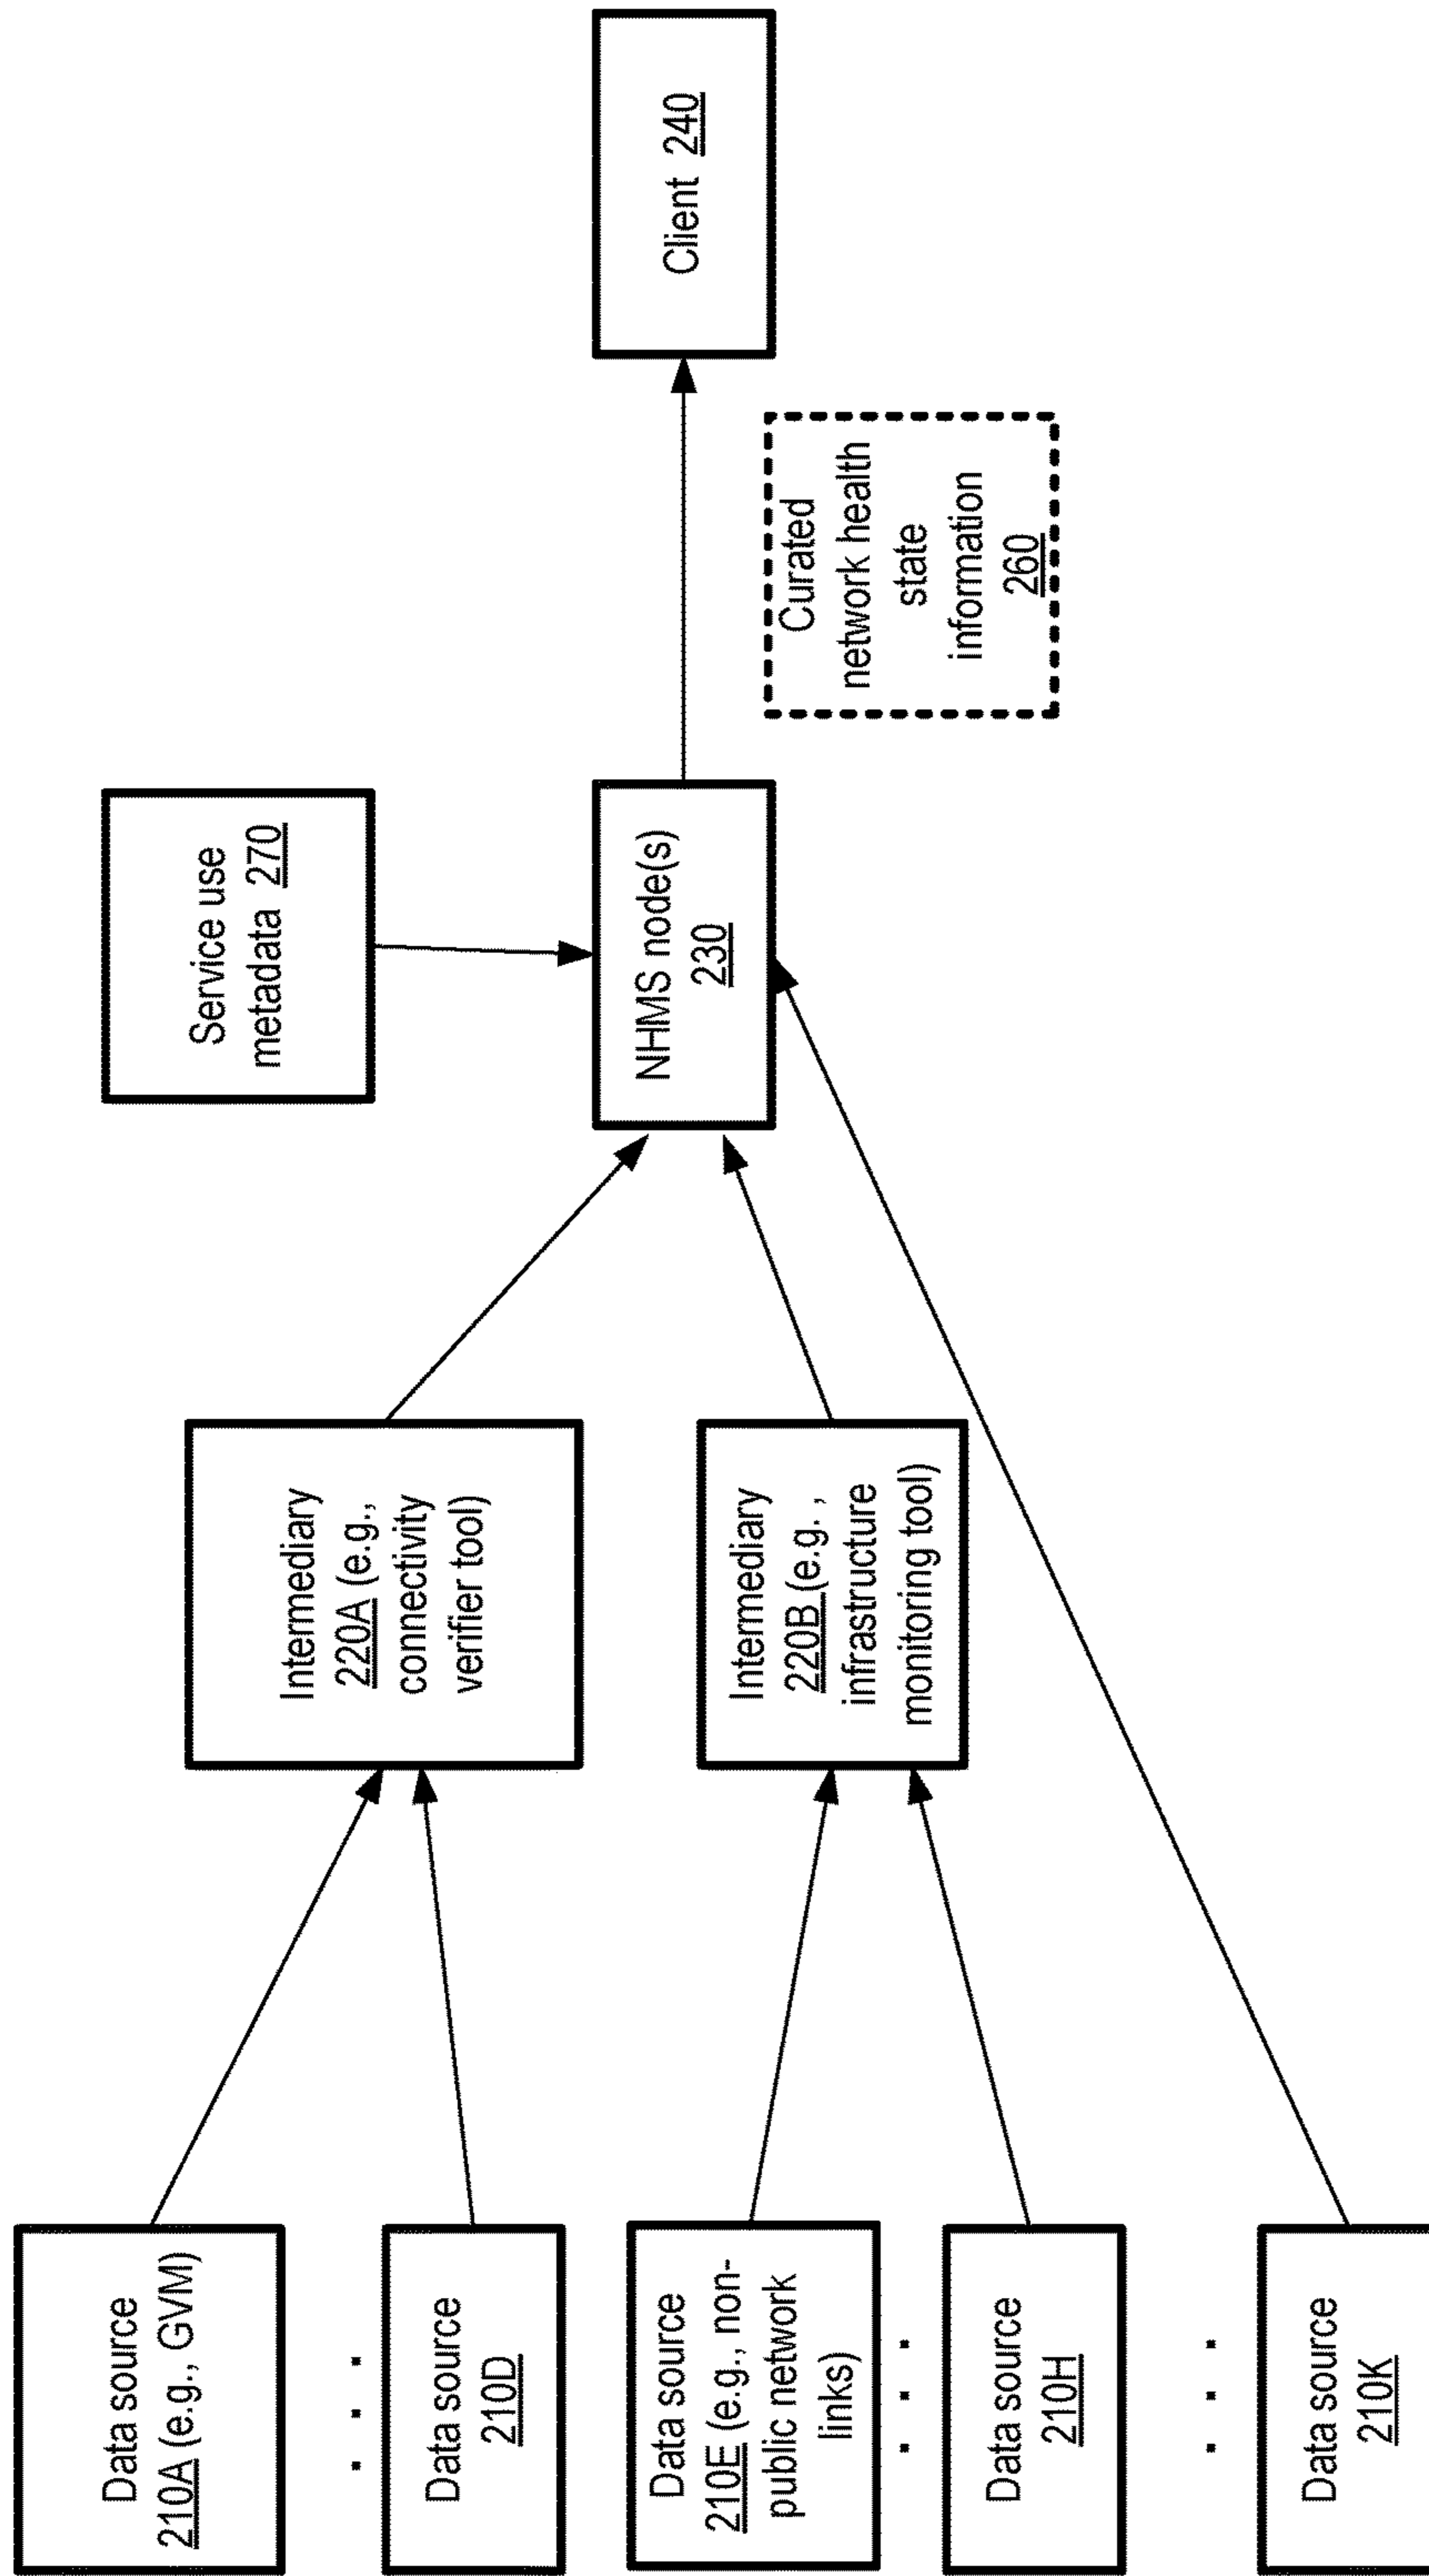 Data source
210A (e.g., GVM)
Data source
210D
Data source
210E (e.g., non-
public network
links)
Data source
210H
Data source
210K
Intermediary
220A (e.g.,
connectivity
verifier tool)
Intermediary
220B (e.g. ,
infrastructure
monitoring tool)
Service use
metadata 270
NHMS node(s)
230
Curated
network health
state
information
260
Client 240